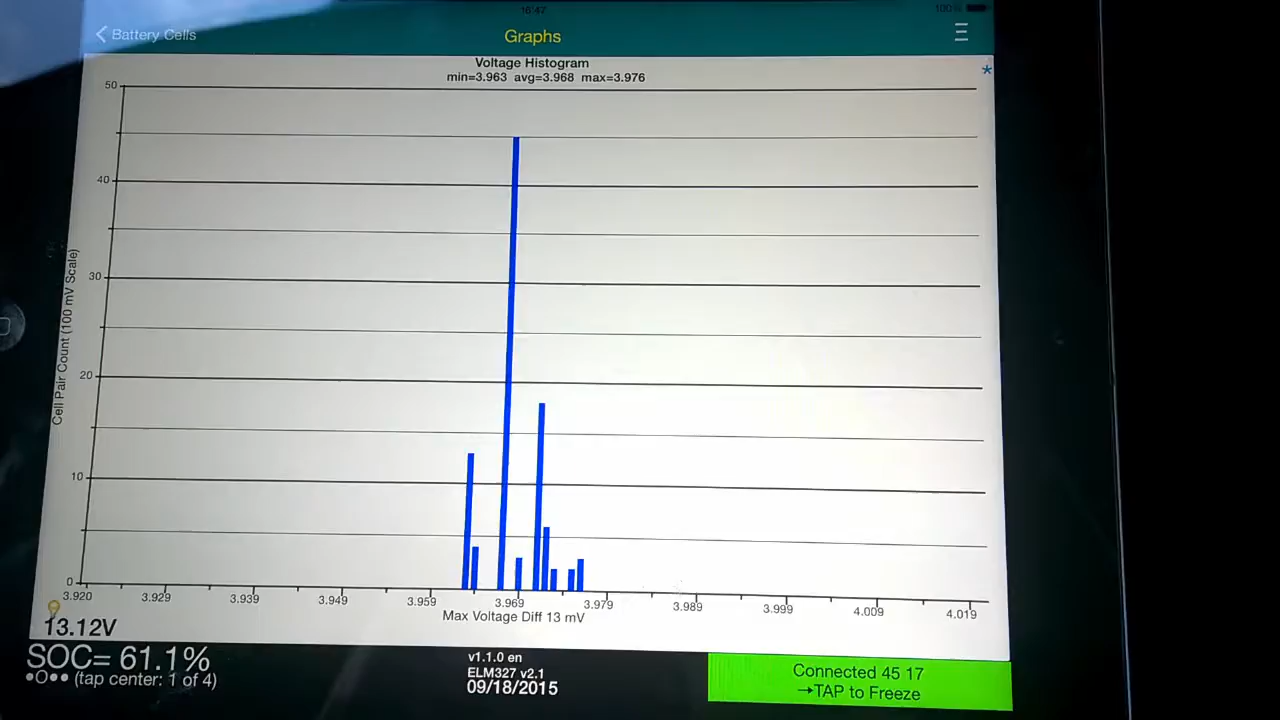 16:47
100%
Battery Cells
Graphs
Voltage Histogram
min=3.963 avg=3.968 max=3.976
*
50
40
30
20
10
0
Cell Pair Count (100 mV Scale)
3.920 3.929 3.939 3.949 3.959 3.969 3.979 3.989 3.999 4.009 4.019
Max Voltage Diff 13 mV
13.12V
SOC= 61.1%
(tap center: 1 of 4)
v1.1.0 en
ELM327 v2.1
09/18/2015
Connected 45 17
→TAP to Freeze